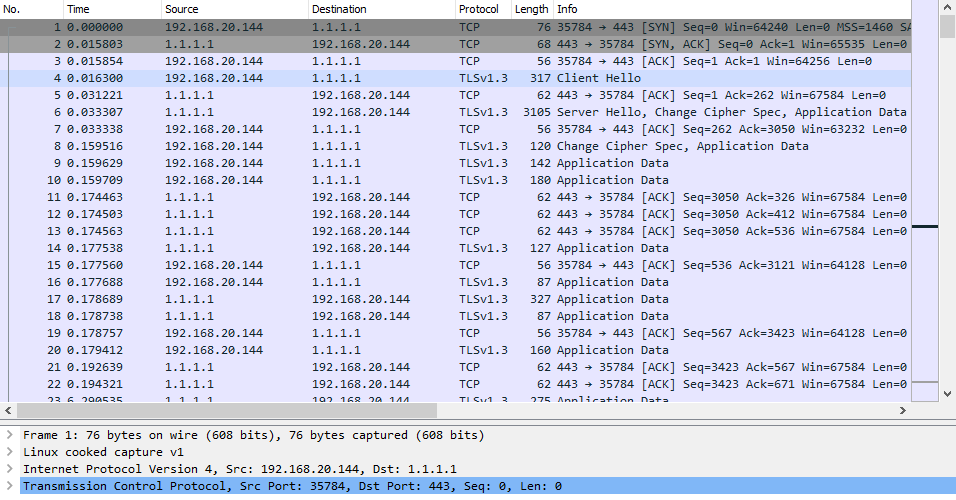 No. Time Source Destination Protocol Length Info
1 0.000000 192.168.20.144 1.1.1.1 TCP 76 35784 → 443 [SYN] Seq=0 Win=64240 Len=0 MSS=1460
2 0.015803 1.1.1.1 192.168.20.144 TCP 68 443 → 35784 [SYN, ACK] Seq=0 Ack=1 Win=65535 Len=0
3 0.015854 192.168.20.144 1.1.1.1 TCP 56 35784 → 443 [ACK] Seq=1 Ack=1 Win=64256 Len=0
4 0.016300 192.168.20.144 1.1.1.1 TLSv1.3 317 Client Hello
5 0.031221 1.1.1.1 192.168.20.144 TCP 62 443 → 35784 [ACK] Seq=1 Ack=262 Win=67584 Len=0
6 0.033307 1.1.1.1 192.168.20.144 TLSv1.3 3105 Server Hello, Change Cipher Spec, Application Data
7 0.033338 192.168.20.144 1.1.1.1 TCP 56 35784 → 443 [ACK] Seq=262 Ack=3050 Win=63232 Len=0
8 0.159516 192.168.20.144 1.1.1.1 TLSv1.3 120 Change Cipher Spec, Application Data
9 0.159629 192.168.20.144 1.1.1.1 TLSv1.3 142 Application Data
10 0.159709 192.168.20.144 1.1.1.1 TLSv1.3 180 Application Data
11 0.174463 1.1.1.1 192.168.20.144 TCP 62 443 → 35784 [ACK] Seq=3050 Ack=326 Win=67584 Len=0
12 0.174503 1.1.1.1 192.168.20.144 TCP 62 443 → 35784 [ACK] Seq=3050 Ack=412 Win=67584 Len=0
13 0.174563 1.1.1.1 192.168.20.144 TCP 62 443 → 35784 [ACK] Seq=3050 Ack=536 Win=67584 Len=0
14 0.177538 1.1.1.1 192.168.20.144 TLSv1.3 127 Application Data
15 0.177560 192.168.20.144 1.1.1.1 TCP 56 35784 → 443 [ACK] Seq=536 Ack=3121 Win=64128 Len=0
16 0.177688 192.168.20.144 1.1.1.1 TLSv1.3 87 Application Data
17 0.178689 1.1.1.1 192.168.20.144 TLSv1.3 327 Application Data
18 0.178738 1.1.1.1 192.168.20.144 TLSv1.3 87 Application Data
19 0.178757 192.168.20.144 1.1.1.1 TCP 56 35784 → 443 [ACK] Seq=567 Ack=3423 Win=64128 Len=0
20 0.179412 192.168.20.144 1.1.1.1 TLSv1.3 160 Application Data
21 0.192639 1.1.1.1 192.168.20.144 TCP 62 443 → 35784 [ACK] Seq=3423 Ack=567 Win=67584 Len=0
22 0.194321 1.1.1.1 192.168.20.144 TCP 62 443 → 35784 [ACK] Seq=3423 Ack=671 Win=67584 Len=0
23 6.290535 1.1.1.1 192.168.20.144 TLSv1.3 275 Application Data
Frame 1: 76 bytes on wire (608 bits), 76 bytes captured (608 bits)
Linux cooked capture v1
Internet Protocol Version 4, Src: 192.168.20.144, Dst: 1.1.1.1
Transmission Control Protocol, Src Port: 35784, Dst Port: 443, Seq: 0, Len: 0